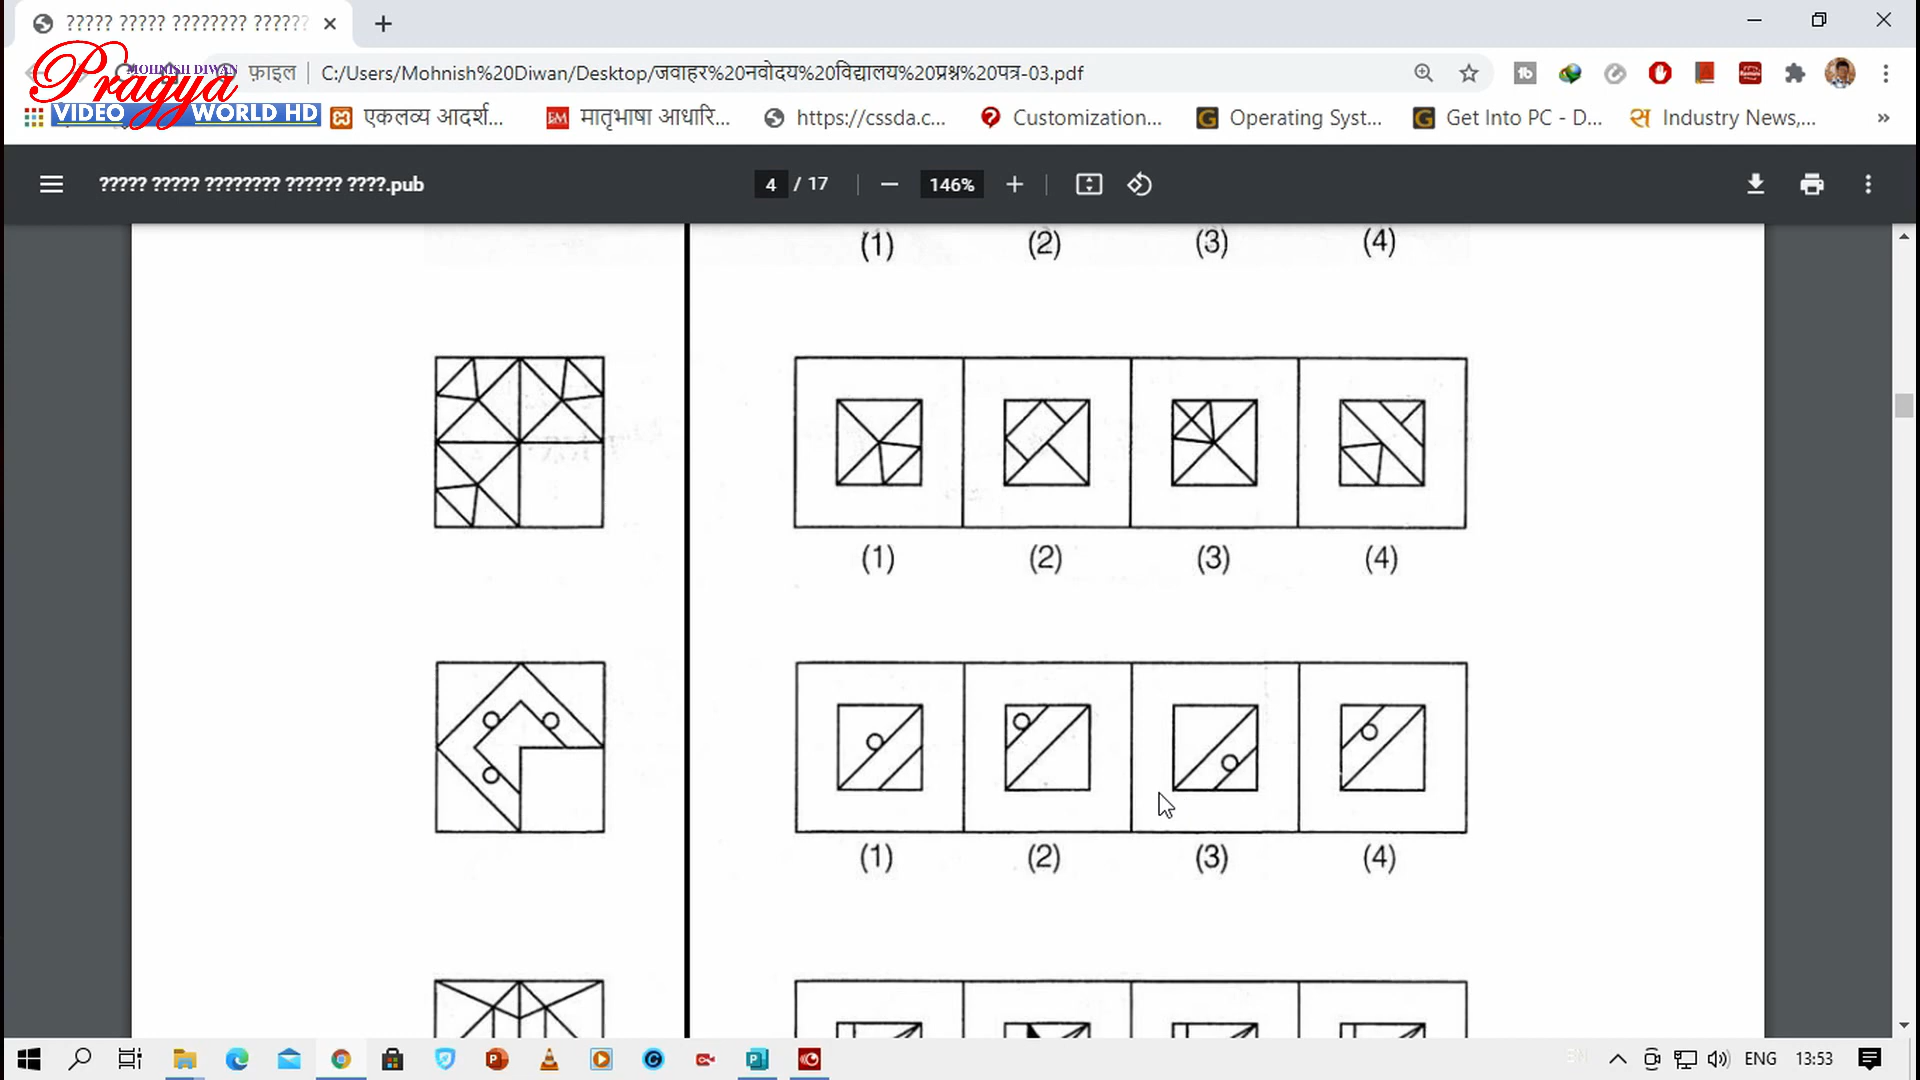 ????? ????? ???????? ??????
Pragya
MOHNISH DIWAN
VIDEO WORLD HD
फ़ाइल
C:/Users/Mohnish%20Diwan/Desktop/जवाहर%20नवोदय%20विद्यालय%20प्रश्न%20पत्र-03.pdf
एकलव्य आदर्श...
मातृभाषा आधारि...
https://cssda.c...
Customization...
Operating Syst...
Get Into PC - D...
Industry News,...
»
????? ????? ???????? ?????? ????.pub
4 / 17
146%
(1) (2) (3) (4)
(1) (2) (3) (4)
(1) (2) (3) (4)
ENG 13:53